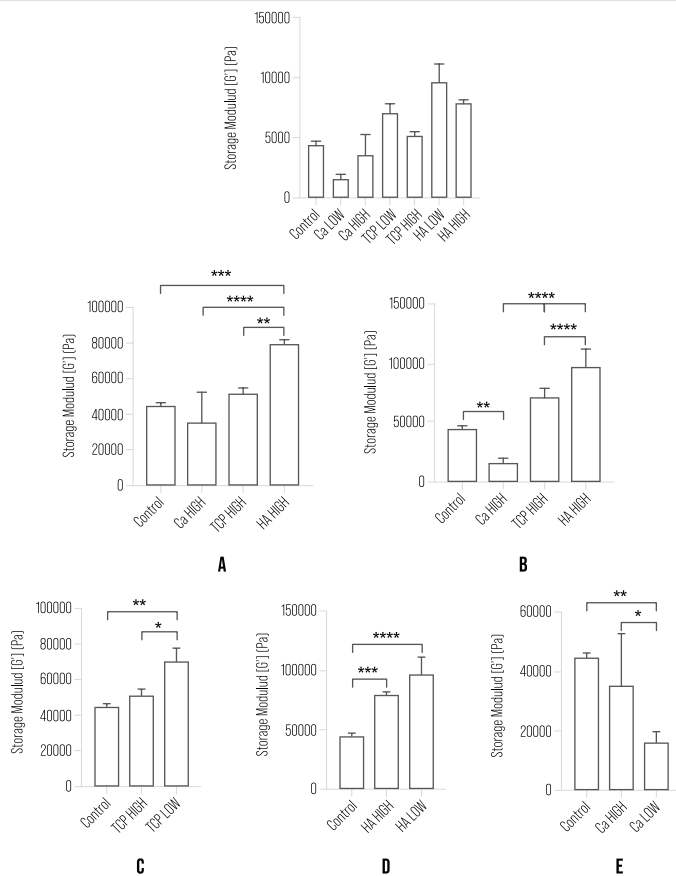 150000
10000
5000
0
Storage Modulud [G'] (Pa)
Control
Ca LOW
Ca HIGH
TCP LOW
TCP HIGH
HA LOW
HA HIGH
***
****
**
100000
80000
60000
40000
20000
0
Storage Modulud [G'] (Pa)
Control
Ca HIGH
TCP HIGH
HA HIGH
A
****
****
**
150000
100000
50000
0
Storage Modulud [G'] (Pa)
Control
Ca HIGH
TCP HIGH
HA HIGH
B
**
*
100000
80000
60000
40000
20000
0
Storage Modulud [G'] (Pa)
Control
TCP HIGH
TCP LOW
C
****
***
150000
100000
50000
0
Storage Modulud [G'] (Pa)
Control
HA HIGH
HA LOW
D
**
*
60000
40000
20000
0
Storage Modulud [G'] (Pa)
Control
Ca HIGH
Ca LOW
E